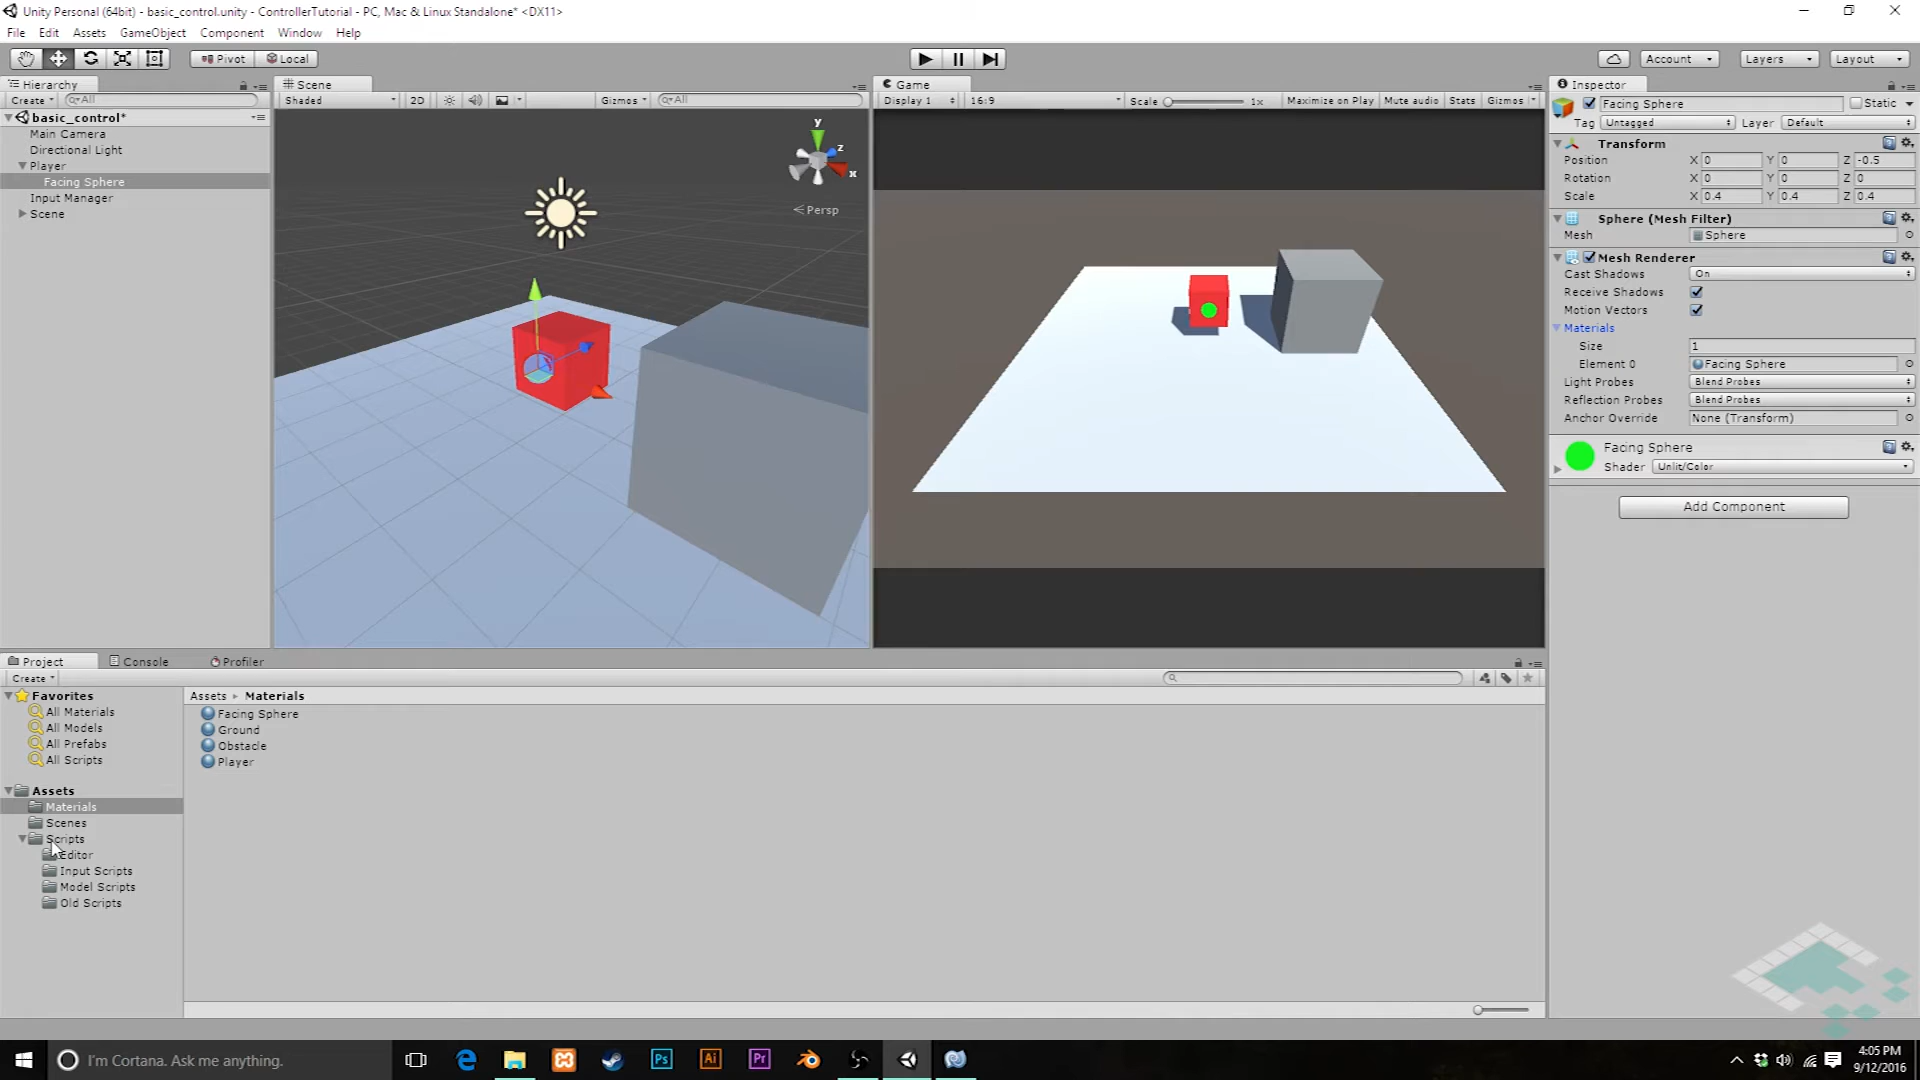 Unity Personal (64bit) - basic_control.unity - ControllerTutorial - PC, Mac & Linux Standalone* <DX11>
File Edit Assets GameObject Component Window Help
Pivot Local Account Layers Layout
Hierarchy
Create All
basic_control*
Main Camera
Directional Light
Player
Facing Sphere
Input Manager
Scene
Scene
Shaded 2D Gizmos All
y
z
x
Persp
Game
Display 1 16:9 Scale 1x Maximize on Play Mute audio Stats Gizmos
Inspector
Facing Sphere Static
Tag Untagged Layer Default
Transform
Position X 0 Y 0 Z -0.5
Rotation X 0 Y 0 Z 0
Scale X 0.4 Y 0.4 Z 0.4
Sphere (Mesh Filter)
Mesh Sphere
Mesh Renderer
Cast Shadows On
Receive Shadows
Motion Vectors
Materials
Size 1
Element 0 Facing Sphere
Light Probes Blend Probes
Reflection Probes Blend Probes
Anchor Override None (Transform)
Facing Sphere
Shader Unlit/Color
Add Component
Project Console Profiler
Create
Favorites
All Materials
All Models
All Prefabs
All Scripts
Assets
Materials
Scenes
Scripts
Editor
Input Scripts
Model Scripts
Old Scripts
Assets Materials
Facing Sphere
Ground
Obstacle
Player
I'm Cortana. Ask me anything.
Ps Ai Pr
4:05 PM
9/12/2016